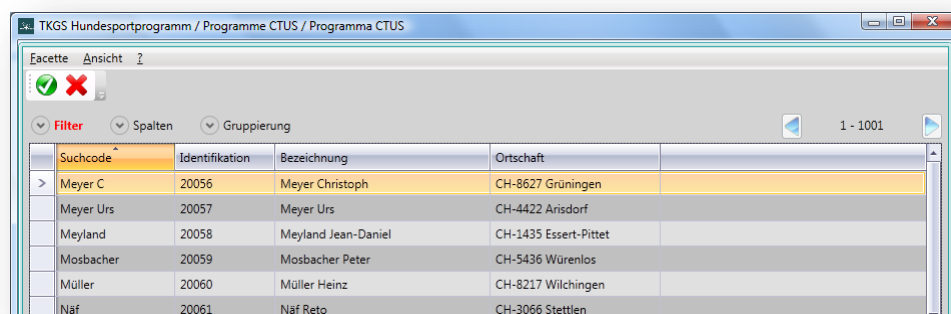 TKGS Hundesportprogramm / Programme CTUS / Programma CTUS
Facette Ansicht ?
Filter Spalten Gruppierung 1 - 1001
Suchcode Identifikation Bezeichnung Ortschaft
Meyer C 20056 Meyer Christoph CH-8627 Grüningen
Meyer Urs 20057 Meyer Urs CH-4422 Arisdorf
Meyland 20058 Meyland Jean-Daniel CH-1435 Essert-Pittet
Mosbacher 20059 Mosbacher Peter CH-5436 Würenlos
Müller 20060 Müller Heinz CH-8217 Wilchingen
Näf 20061 Näf Reto CH-3066 Stettlen